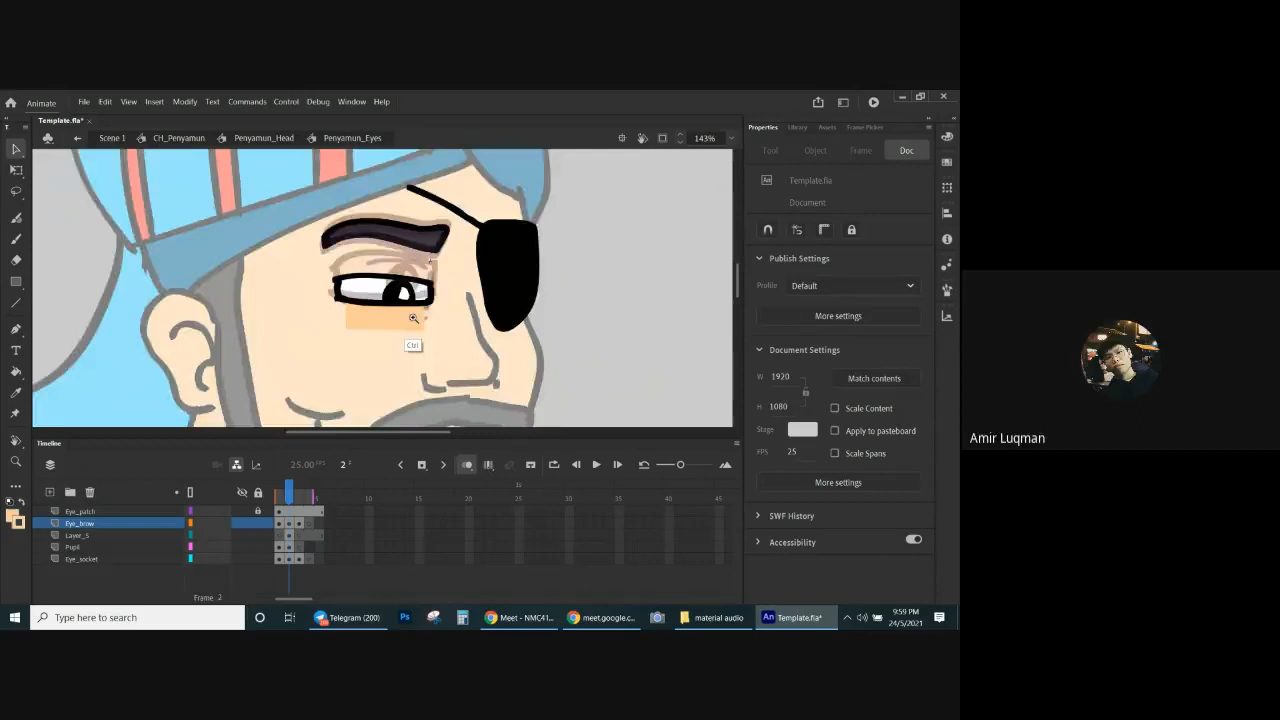 Animate File Edit View Insert Modify Text Commands Control Debug Window Help
Template.fla* ×
T.
Scene 1 CH_Penyamun Penyamun_Head Penyamun_Eyes 143%
Properties Library Assets Frame Picker
Tool Object Frame Doc
An Template.fla
Document
Publish Settings
Profile Default
More settings
Document Settings
W 1920 Match contents
H 1080 Scale Content
Stage Apply to pasteboard
FPS 25 Scale Spans
More settings
SWF History
Accessibility
Ctrl
Amir Luqman
Timeline
25.00 FPS 2 F
1s
5 10 15 20 25 30 35 40 45
Eye_patch
Eye_brow
Layer_5
Pupil
Eye_socket
Frame 2
Type here to search
Telegram (200)
Ps
Meet - NMC41...
meet.google.c...
material audio
An Template.fla*
9:59 PM
24/5/2021